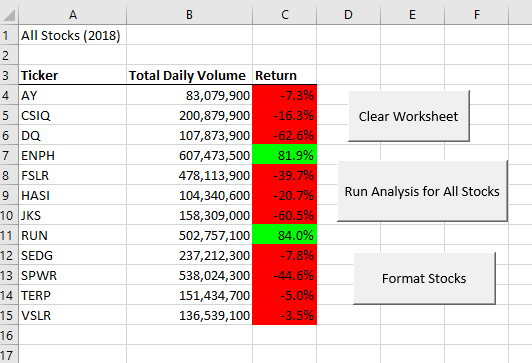 A B C D E F
1 All Stocks (2018)
2
3 Ticker Total Daily Volume Return
4 AY 83,079,900 -7.3%
5 CSIQ 200,879,900 -16.3% Clear Worksheet
6 DQ 107,873,900 -62.6%
7 ENPH 607,473,500 81.9%
8 FSLR 478,113,900 -39.7%
9 HASI 104,340,600 -20.7% Run Analysis for All Stocks
10 JKS 158,309,000 -60.5%
11 RUN 502,757,100 84.0%
12 SEDG 237,212,300 -7.8%
13 SPWR 538,024,300 -44.6% Format Stocks
14 TERP 151,434,700 -5.0%
15 VSLR 136,539,100 -3.5%
16
17